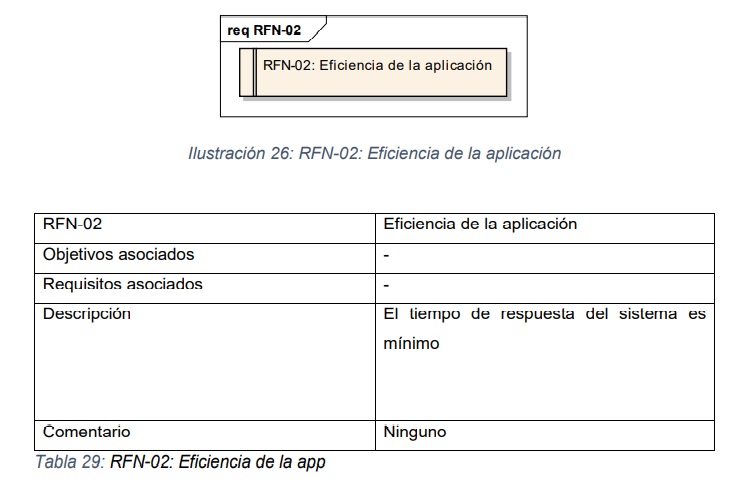 req RFN-02
RFN-02: Eficiencia de la aplicación
Ilustración 26: RFN-02: Eficiencia de la aplicación
RFN-02 Eficiencia de la aplicación
Objetivos asociados -
Requisitos asociados -
Descripción El tiempo de respuesta del sistema es
mínimo
Comentario Ninguno
Tabla 29: RFN-02: Eficiencia de la app